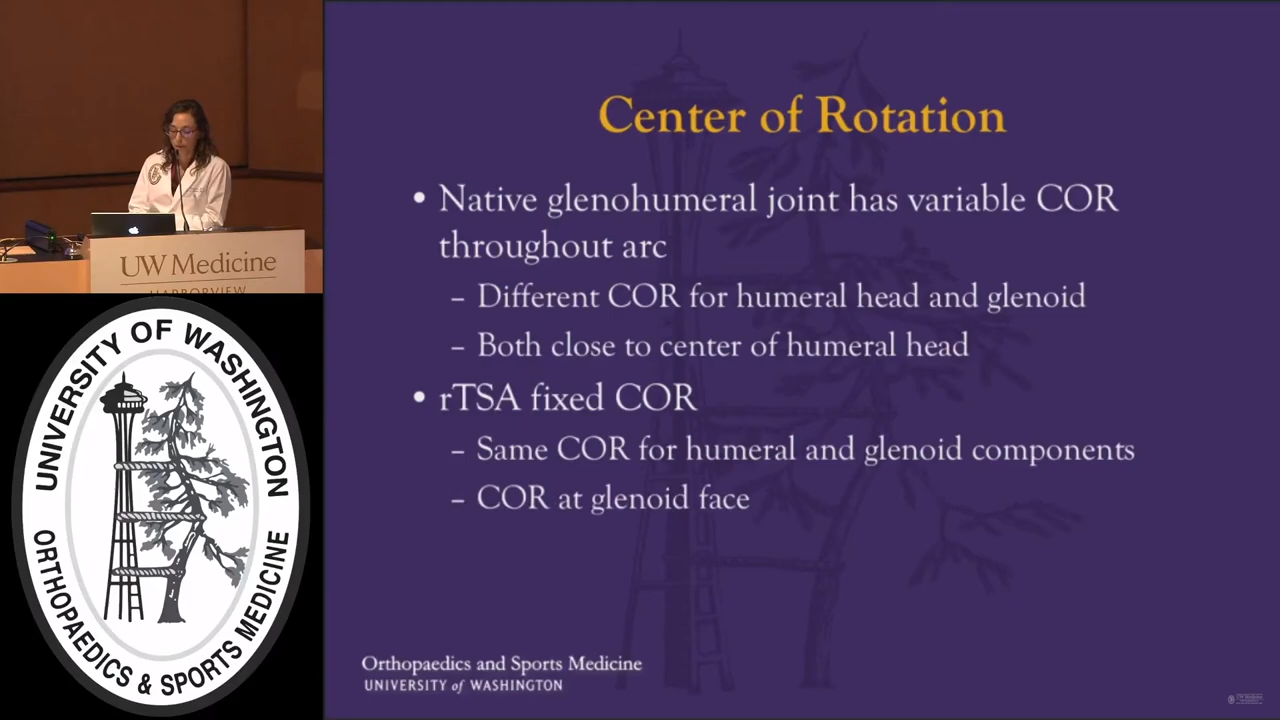 Center of Rotation
• Native glenohumeral joint has variable COR
throughout arc
– Different COR for humeral head and glenoid
– Both close to center of humeral head
• rTSA fixed COR
– Same COR for humeral and glenoid components
– COR at glenoid face
Orthopaedics and Sports Medicine
UNIVERSITY of WASHINGTON
UW Medicine
HARBORVIEW
UNIVERSITY OF WASHINGTON
ORTHOPAEDICS & SPORTS MEDICINE